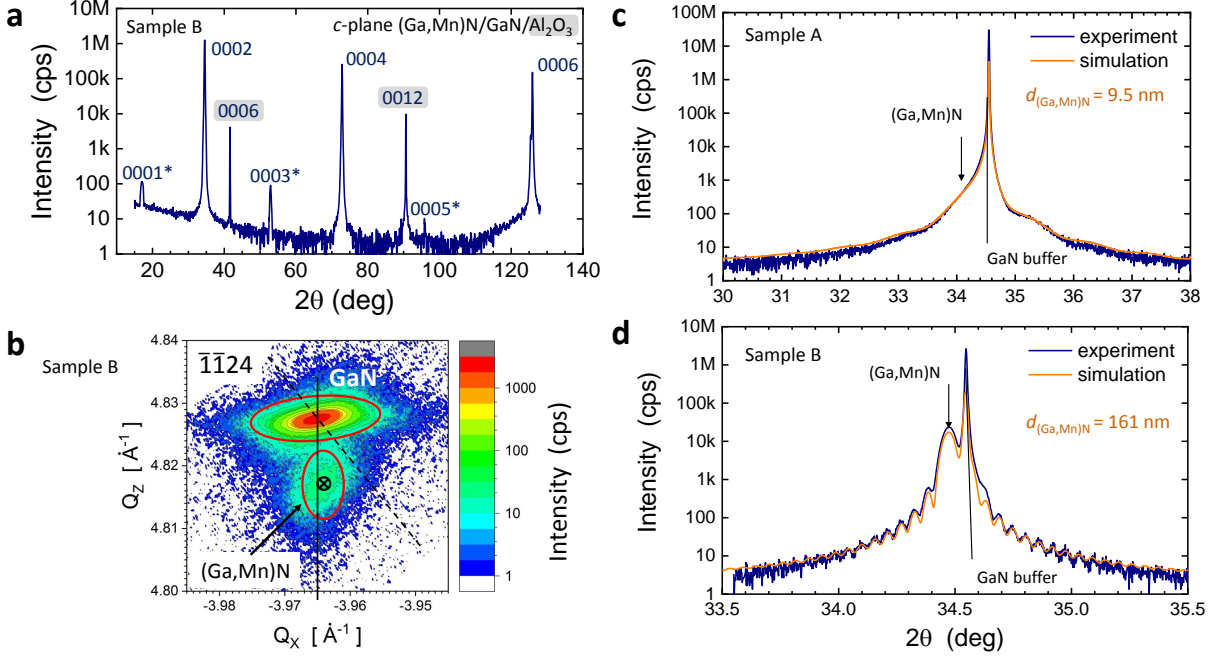 a
Sample B
c-plane (Ga,Mn)N/GaN/Al₂O₃
Intensity (cps)
10M
1M
100k
10k
1k
100
10
1
0001*
0002
0006
0003*
0004
0012
0005*
0006
20 40 60 80 100 120 140
2θ (deg)
b
Sample B
Q_Z [ Å⁻¹ ]
4.84
4.83
4.82
4.81
4.80
1̅1̅24
GaN
(Ga,Mn)N
-3.98 -3.97 -3.96 -3.95
Q_X [ Å⁻¹ ]
1000
100
10
1
Intensity (cps)
c
Sample A
Intensity (cps)
100M
10M
1M
100k
10k
1k
100
10
1
experiment
simulation
d(Ga,Mn)N = 9.5 nm
(Ga,Mn)N
GaN buffer
30 31 32 33 34 35 36 37 38
d
Sample B
Intensity (cps)
10M
1M
100k
10k
1k
100
10
1
experiment
simulation
d(Ga,Mn)N = 161 nm
(Ga,Mn)N
GaN buffer
33.5 34.0 34.5 35.0 35.5
2θ (deg)